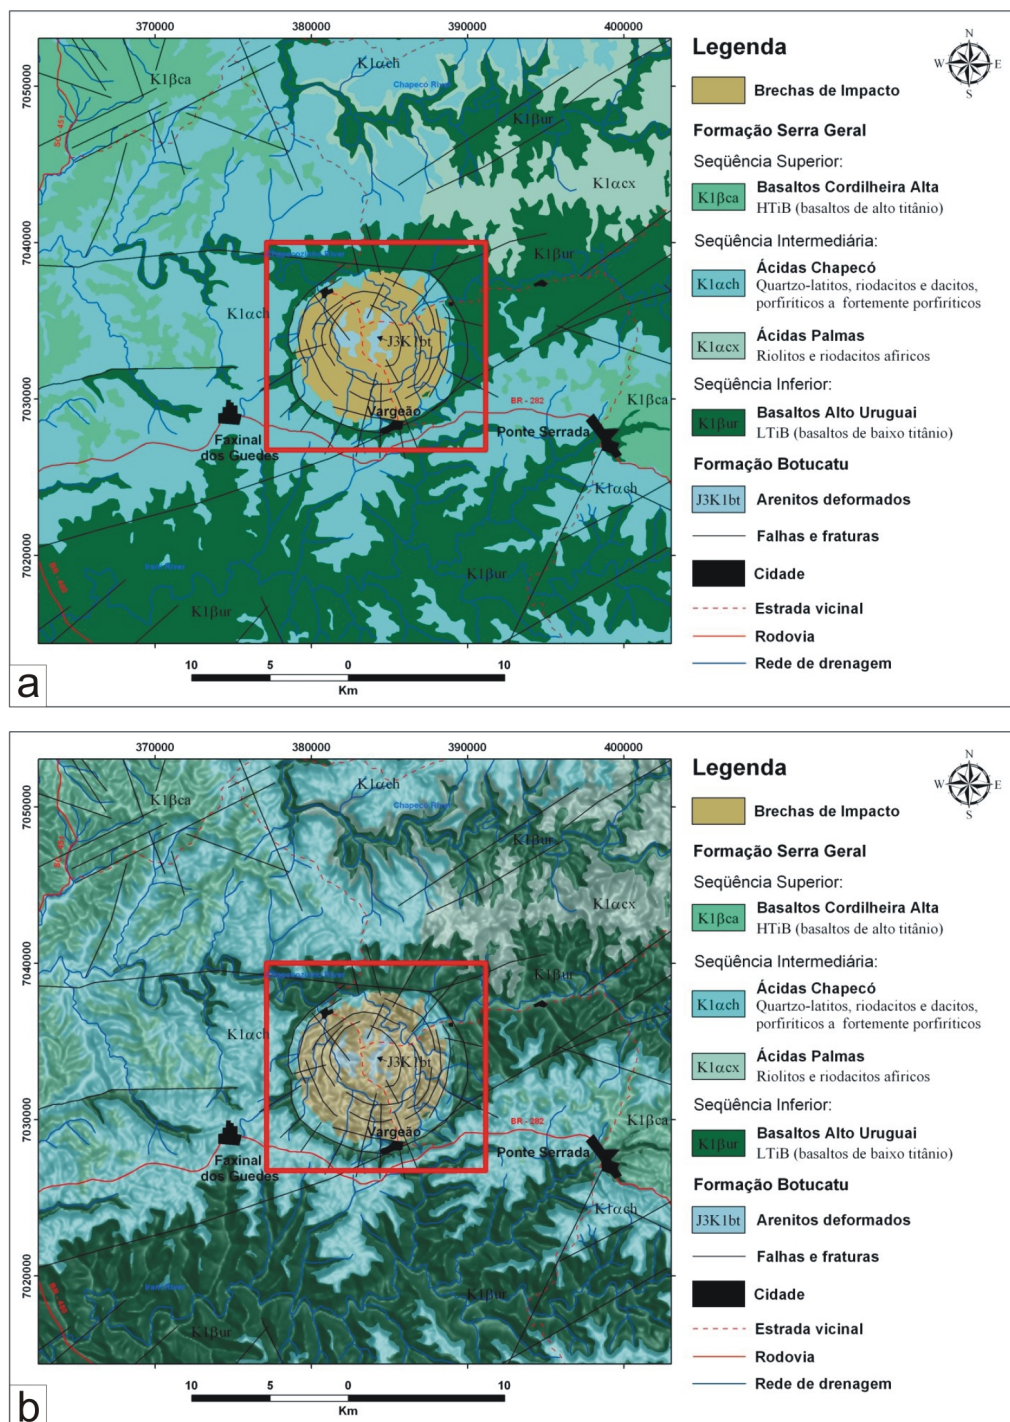 370000 380000 390000 400000
7050000
7040000
7030000
7020000
K1βca
K1αch
Chapecó River
K1βur
SC - 451
K1αcx
K1βur
K1αch
J3K1bt
BR - 282
K1βca
Vargeão
Ponte Serrada
Faxinal
dos Guedes
K1αch
K1βur
BR - 480
K1βur
10 5 0 10
Km
a
Legenda
N
W E
S
Brechas de Impacto
Formação Serra Geral
Seqüência Superior:
K1βca Basaltos Cordilheira Alta
HTiB (basaltos de alto titânio)
Seqüência Intermediária:
K1αch Ácidas Chapecó
Quartzo-latitos, riodacitos e dacitos,
porfiríticos a fortemente porfiríticos
K1αcx Ácidas Palmas
Riolitos e riodacitos afíricos
Seqüência Inferior:
K1βur Basaltos Alto Uruguai
LTiB (basaltos de baixo titânio)
Formação Botucatu
J3K1bt Arenitos deformados
Falhas e fraturas
Cidade
Estrada vicinal
Rodovia
Rede de drenagem
370000 380000 390000 400000
7050000
7040000
7030000
7020000
K1αch
K1βca
Chapecó River
K1βur
K1αcx
K1βur
K1αch
J3K1bt
BR - 282
K1βca
Vargeão
Ponte Serrada
Faxinal
dos Guedes
K1αch
K1βur
BR - 480
K1βur
10 5 0 10
Km
b
Legenda
N
W E
S
Brechas de Impacto
Formação Serra Geral
Seqüência Superior:
K1βca Basaltos Cordilheira Alta
HTiB (basaltos de alto titânio)
Seqüência Intermediária:
K1αch Ácidas Chapecó
Quartzo-latitos, riodacitos e dacitos,
porfiríticos a fortemente porfiríticos
K1αcx Ácidas Palmas
Riolitos e riodacitos afíricos
Seqüência Inferior:
K1βur Basaltos Alto Uruguai
LTiB (basaltos de baixo titânio)
Formação Botucatu
J3K1bt Arenitos deformados
Falhas e fraturas
Cidade
Estrada vicinal
Rodovia
Rede de drenagem